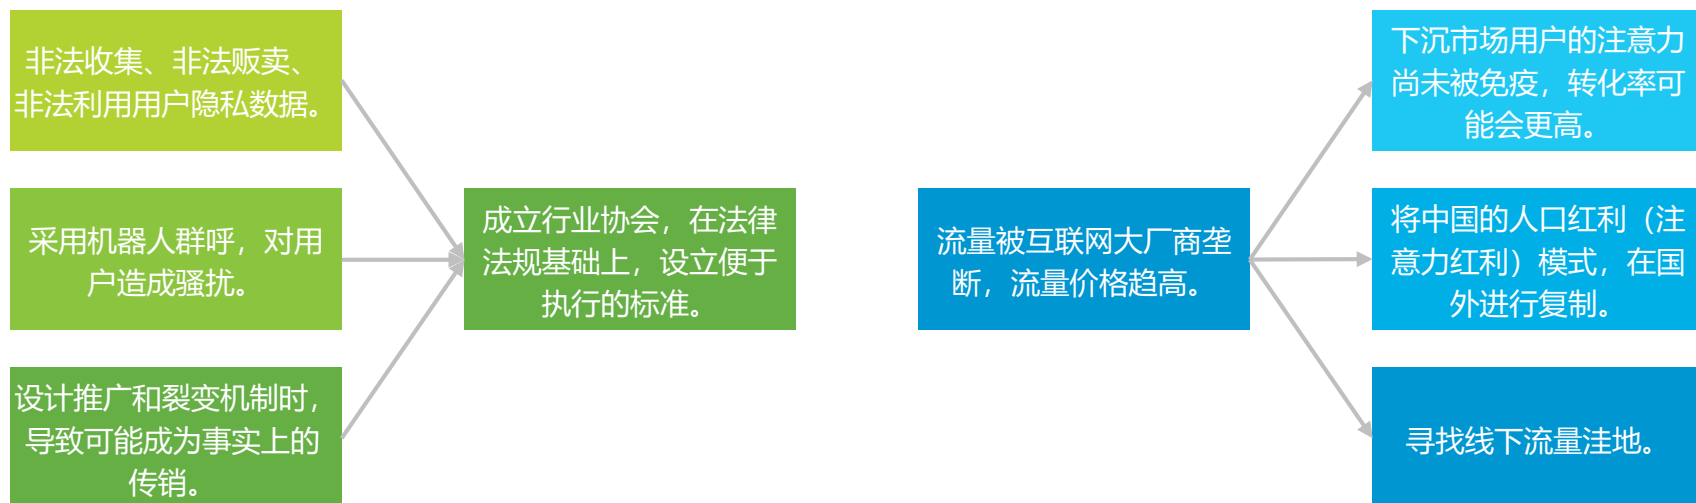 非法收集、非法贩卖、
非法利用用户隐私数据。
采用机器人群呼，对用
户造成骚扰。
设计推广和裂变机制时，
导致可能成为事实上的
传销。
成立行业协会，在法律
法规基础上，设立便于
执行的标准。
流量被互联网大厂商垄
断，流量价格趋高。
下沉市场用户的注意力
尚未被免疫，转化率可
能会更高。
将中国的人口红利（注
意力红利）模式，在国
外进行复制。
寻找线下流量洼地。